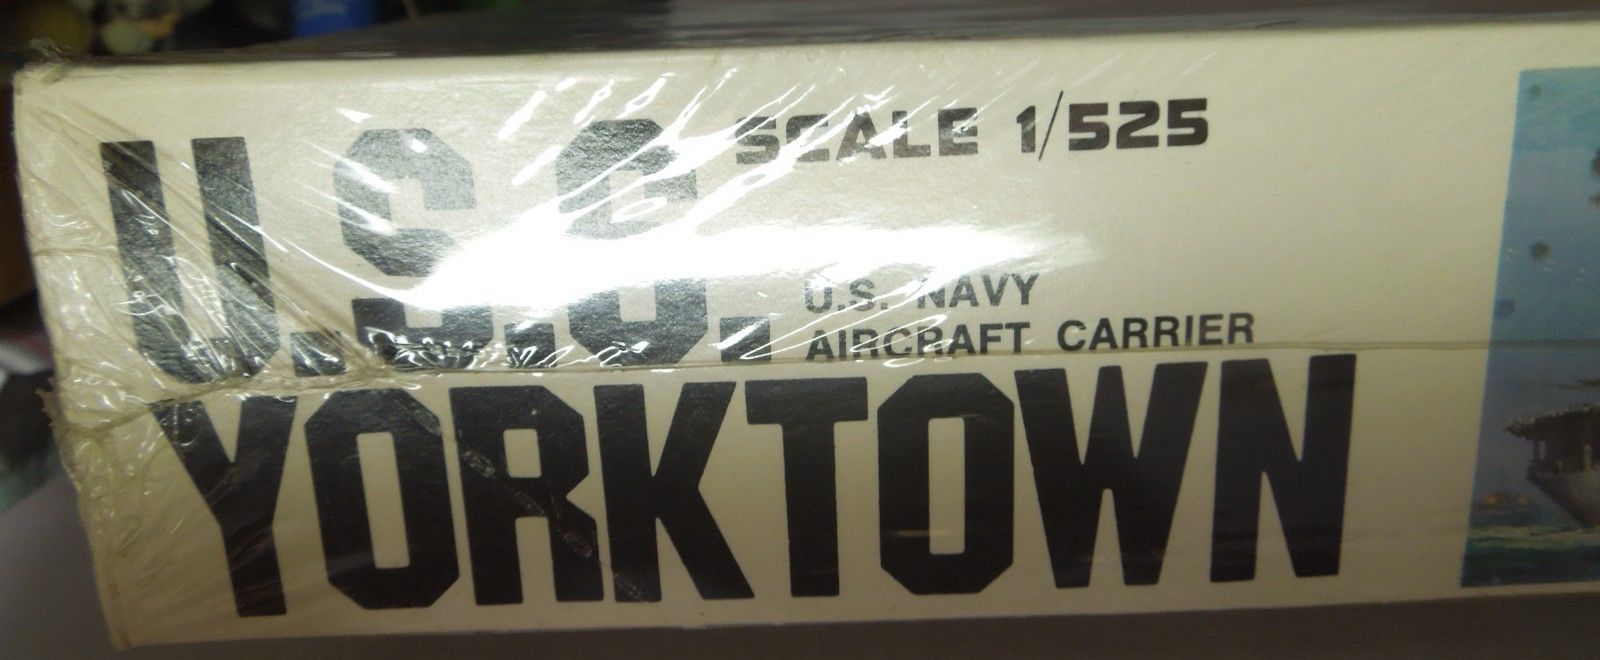 U.S.S.
SCALE 1/525
U.S. NAVY
AIRCRAFT CARRIER
YORKTOWN